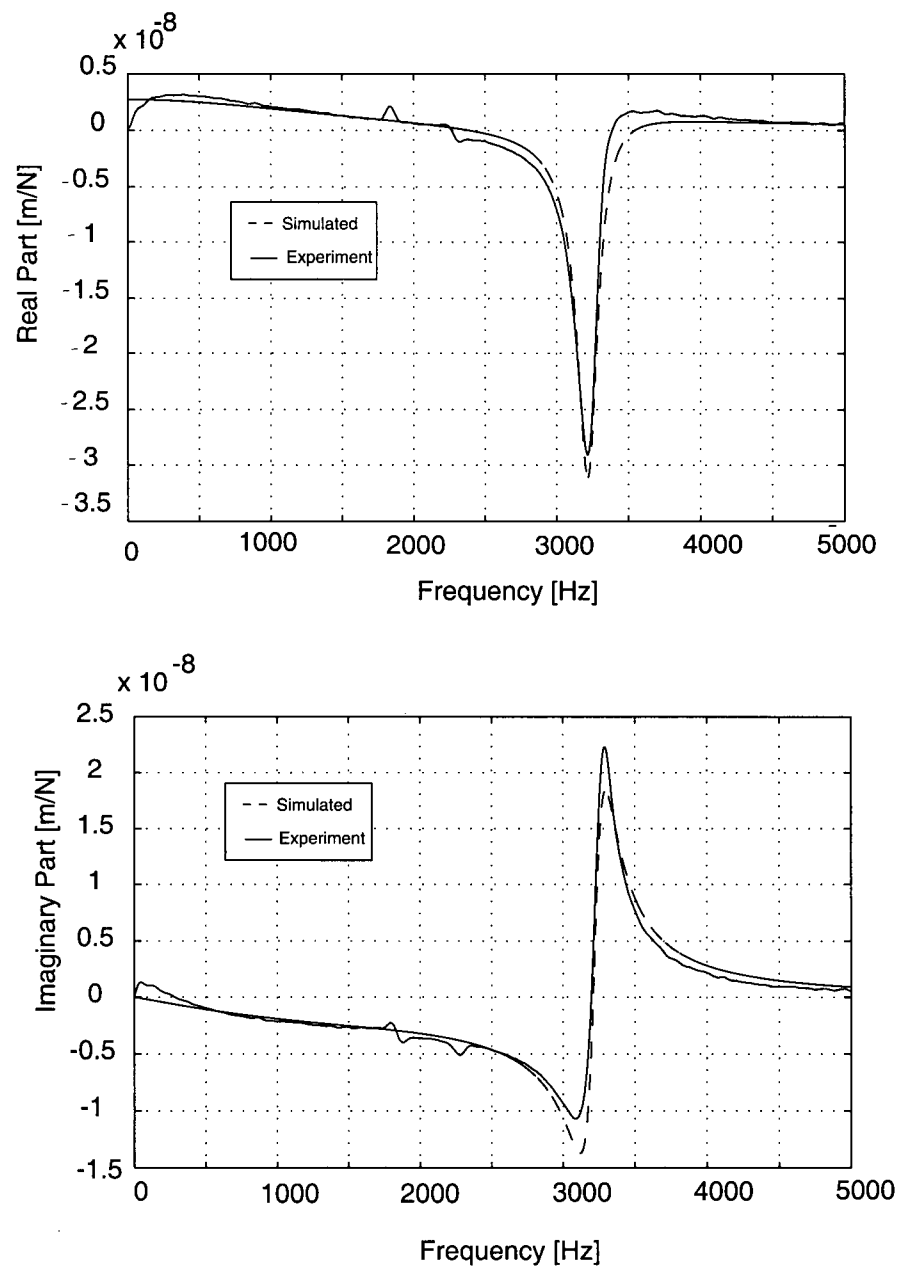 x 10-8
0.5
0
-0.5
-1
-1.5
-2
-2.5
-3
-3.5
Real Part [m/N]
Simulated
Experiment
0 1000 2000 3000 4000 5000
Frequency [Hz]
x 10-8
2.5
2
1.5
1
0.5
0
-0.5
-1
-1.5
Imaginary Part [m/N]
Simulated
Experiment
0 1000 2000 3000 4000 5000
Frequency [Hz]